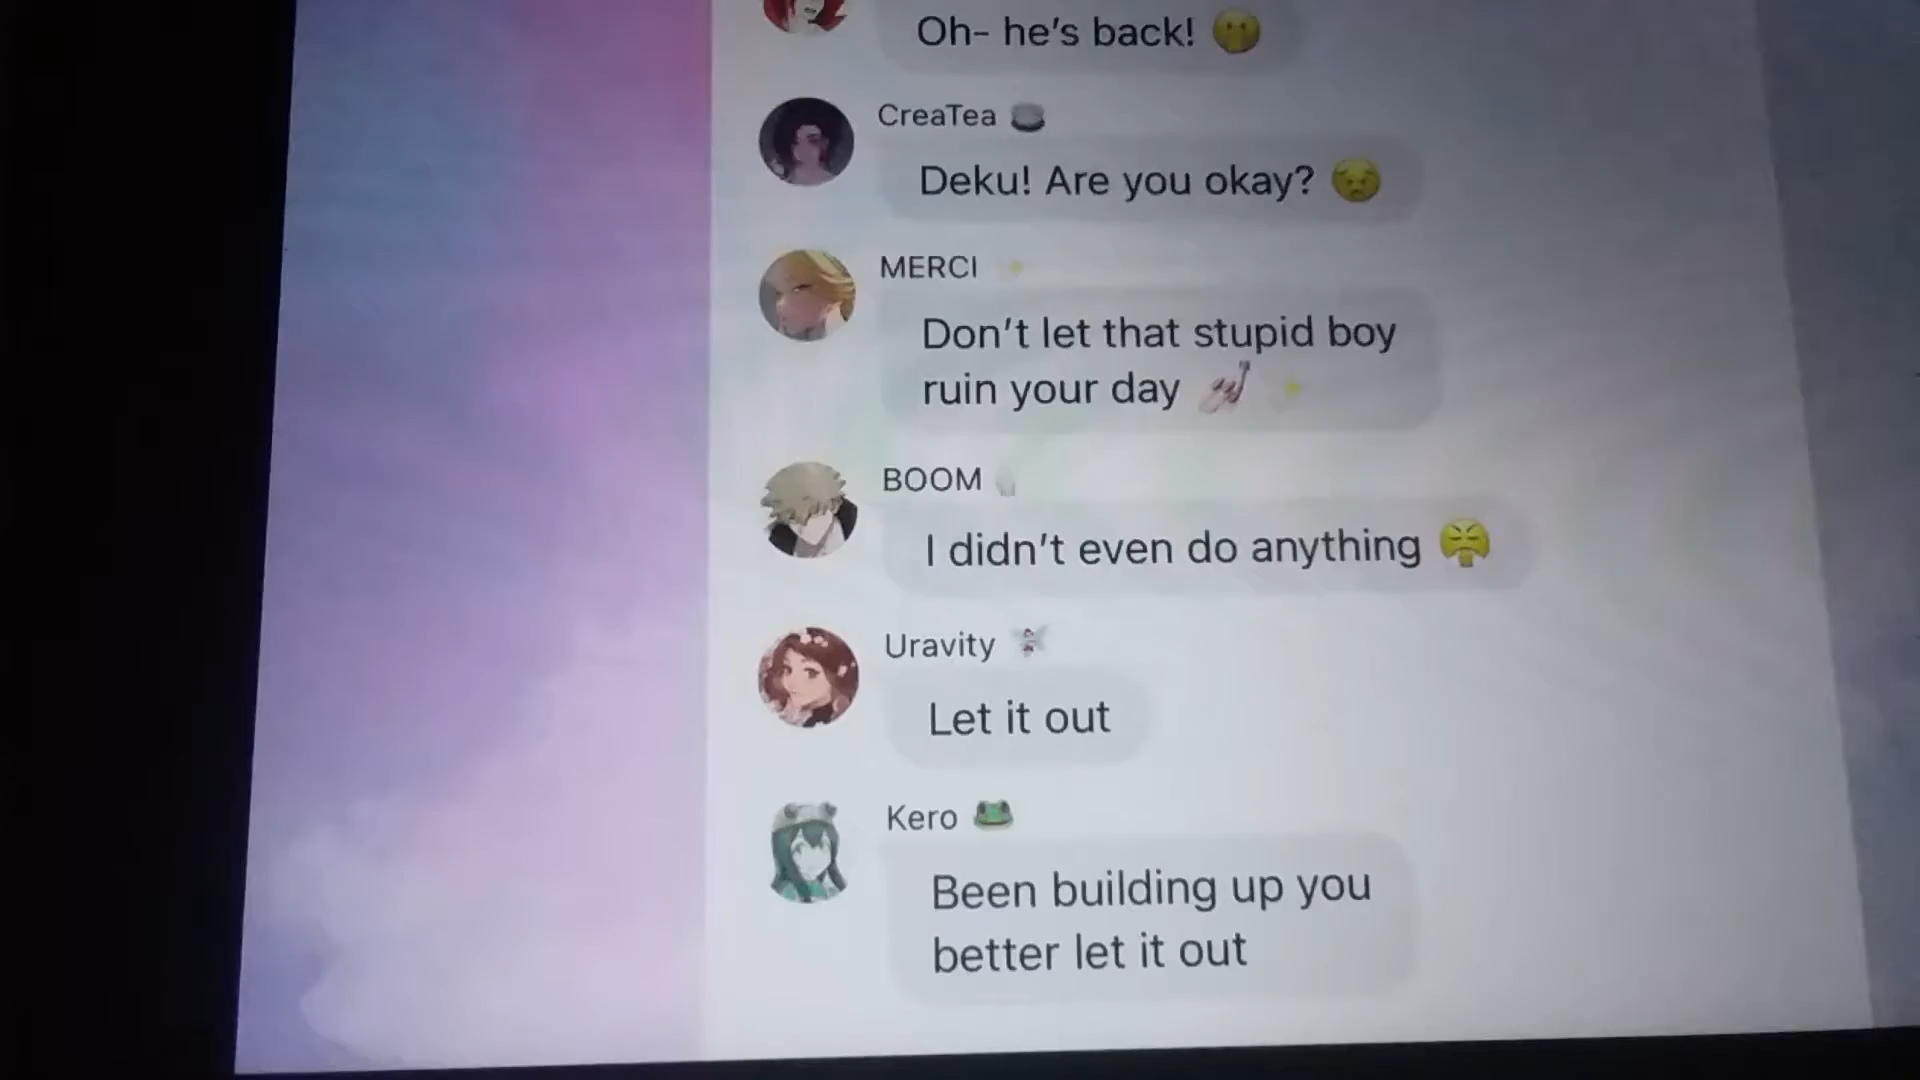 Oh- he's back! 🤭
CreaTea
Deku! Are you okay? 😟
MERCI ✨
Don't let that stupid boy
ruin your day 💅 ✨
BOOM
I didn't even do anything 😤
Uravity 🧚
Let it out
Kero 🐸
Been building up you
better let it out